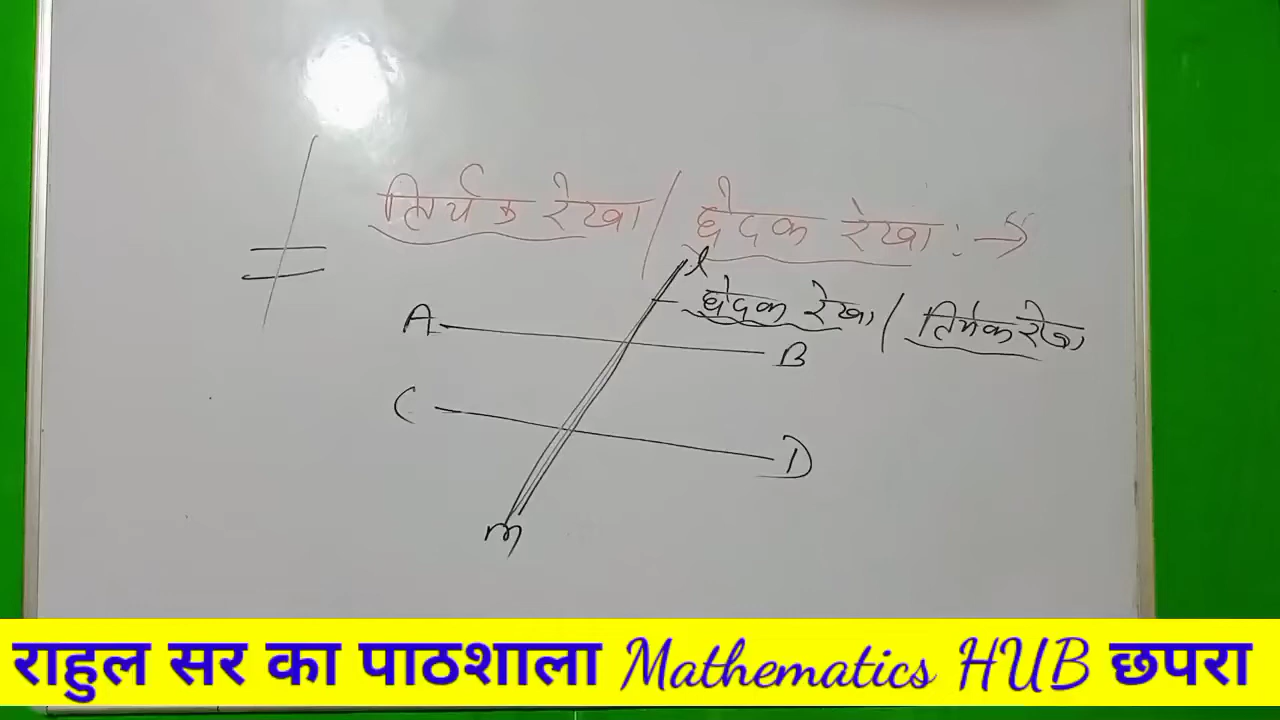 तिर्यक रेखा / छेदक रेखा :→
l
छेदक रेखा / तिर्यक रेखा
A
B
C
D
m
राहुल सर का पाठशाला Mathematics HUB छपरा